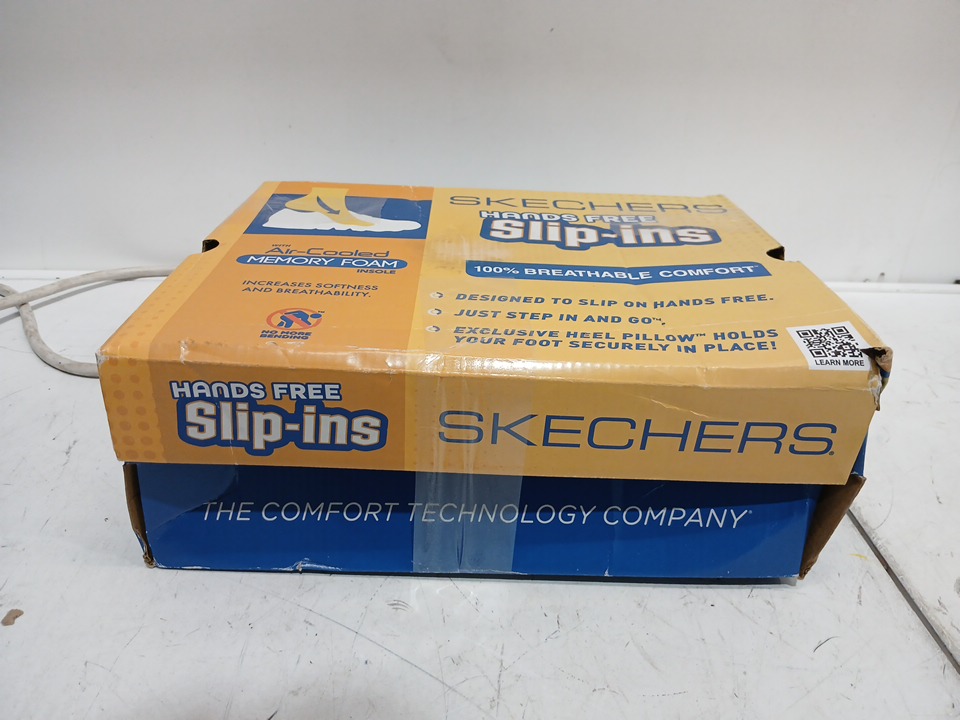 WITH
Air-Cooled
MEMORY FOAM
INSOLE
INCREASES SOFTNESS
AND BREATHABILITY.
NO MORE
BENDING
TM
SKECHERS
HANDS FREE
Slip-ins
100% BREATHABLE COMFORT
DESIGNED TO SLIP ON HANDS FREE.
JUST STEP IN AND GO™,
EXCLUSIVE HEEL PILLOW™ HOLDS
YOUR FOOT SECURELY IN PLACE!
LEARN MORE
HANDS FREE
Slip-ins
SKECHERS.
THE COMFORT TECHNOLOGY COMPANY